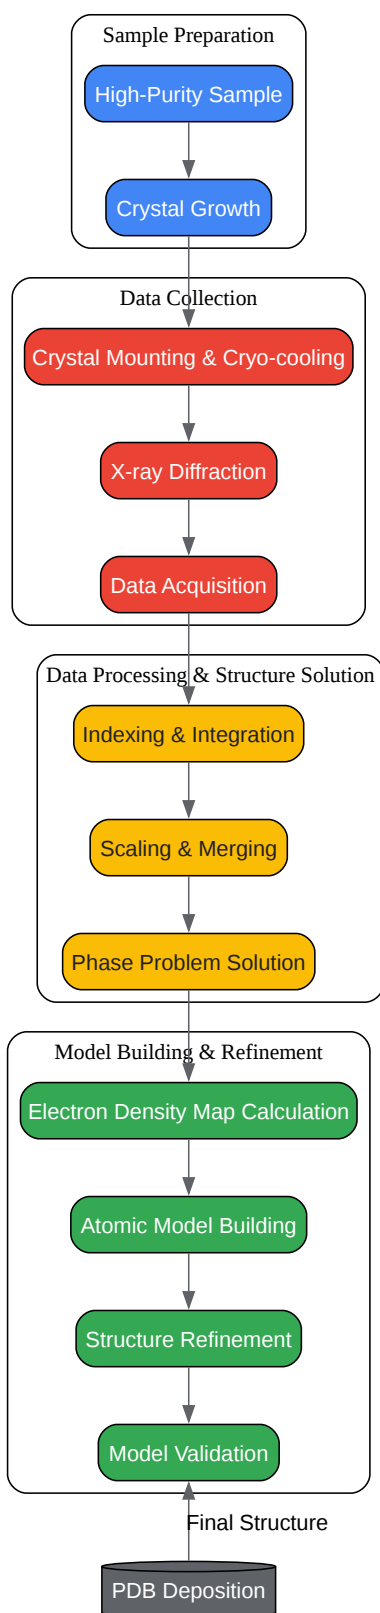 Sample Preparation
High-Purity Sample
Crystal Growth
Data Collection
Crystal Mounting & Cryo-cooling
X-ray Diffraction
Data Acquisition
Data Processing & Structure Solution
Indexing & Integration
Scaling & Merging
Phase Problem Solution
Model Building & Refinement
Electron Density Map Calculation
Atomic Model Building
Structure Refinement
Model Validation
Final Structure
PDB Deposition